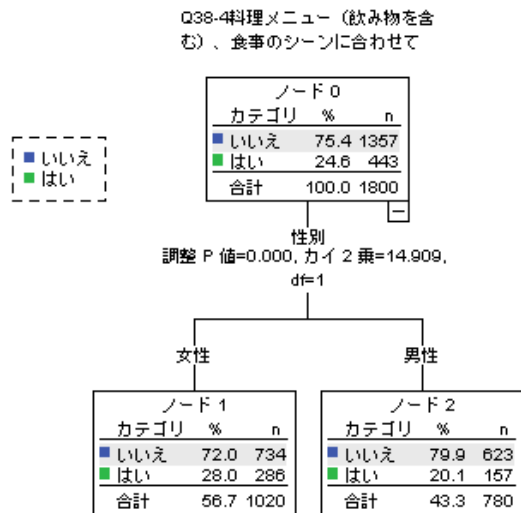 Q38-4料理メニュー（飲み物を含
む）、食事のシーンに合わせて
いいえ
はい
ノード 0
カテゴリ % n
いいえ 75.4 1357
はい 24.6 443
合計 100.0 1800
性別
調整 P 値=0.000, カイ 2 乗=14.909,
df=1
女性
男性
ノード 1
カテゴリ % n
いいえ 72.0 734
はい 28.0 286
合計 56.7 1020
ノード 2
カテゴリ % n
いいえ 79.9 623
はい 20.1 157
合計 43.3 780